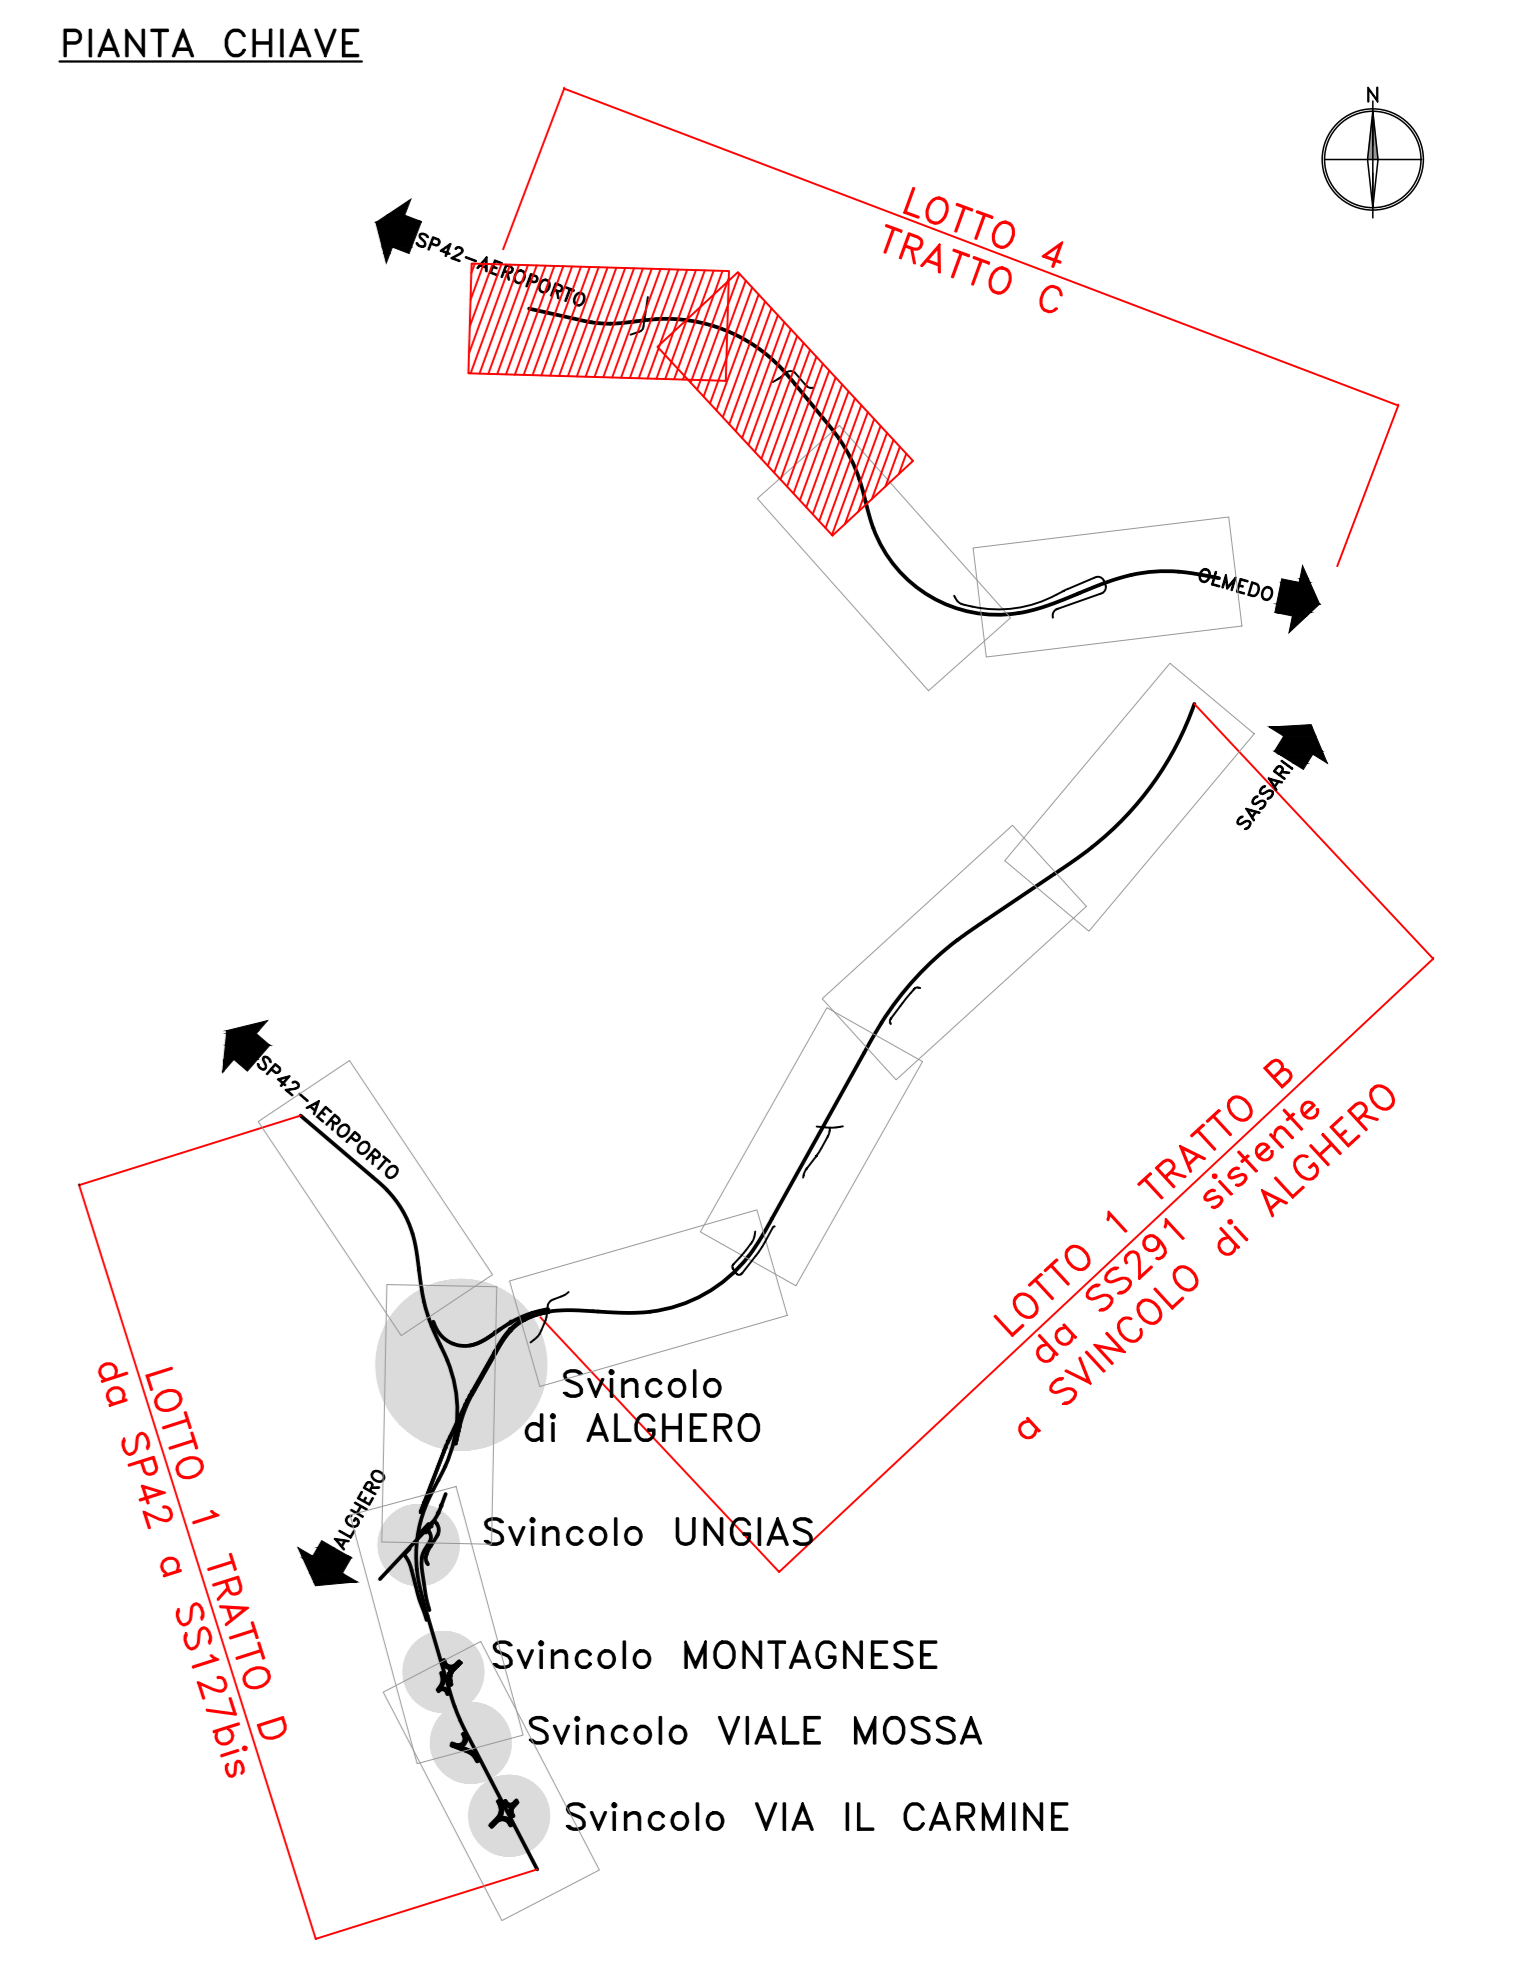 PIANTA CHIAVE
N
LOTTO 4
TRATTO C
SP42-AEROPORTO
OLMEDO
SASSARI
SP42-AEROPORTO
LOTTO 1 TRATTO B
da SS291 sistente
a SVINCOLO di ALGHERO
Svincolo
di ALGHERO
LOTTO 1 TRATTO D
da SP42 a SS127bis
ALGHERO
Svincolo UNGIAS
Svincolo MONTAGNESE
Svincolo VIALE MOSSA
Svincolo VIA IL CARMINE